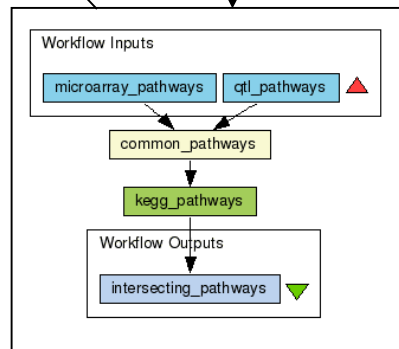 Workflow Inputs
microarray_pathways
qtl_pathways
common_pathways
kegg_pathways
Workflow Outputs
intersecting_pathways